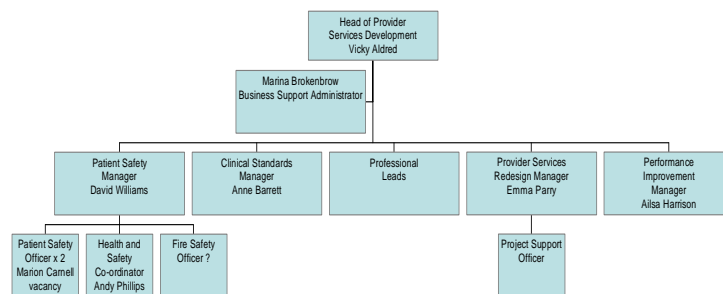 Head of Provider
Services Development
Vicky Aldred
Marina Brokenbrow
Business Support Administrator
Patient Safety
Manager
David Williams
Clinical Standards
Manager
Anne Barrett
Professional
Leads
Provider Services
Redesign Manager
Emma Parry
Performance
Improvement
Manager
Ailsa Harrison
Patient Safety
Officer x 2
Marion Carnell
vacancy
Health and
Safety
Co-ordinator
Andy Phillips
Fire Safety
Officer ?
Project Support
Officer